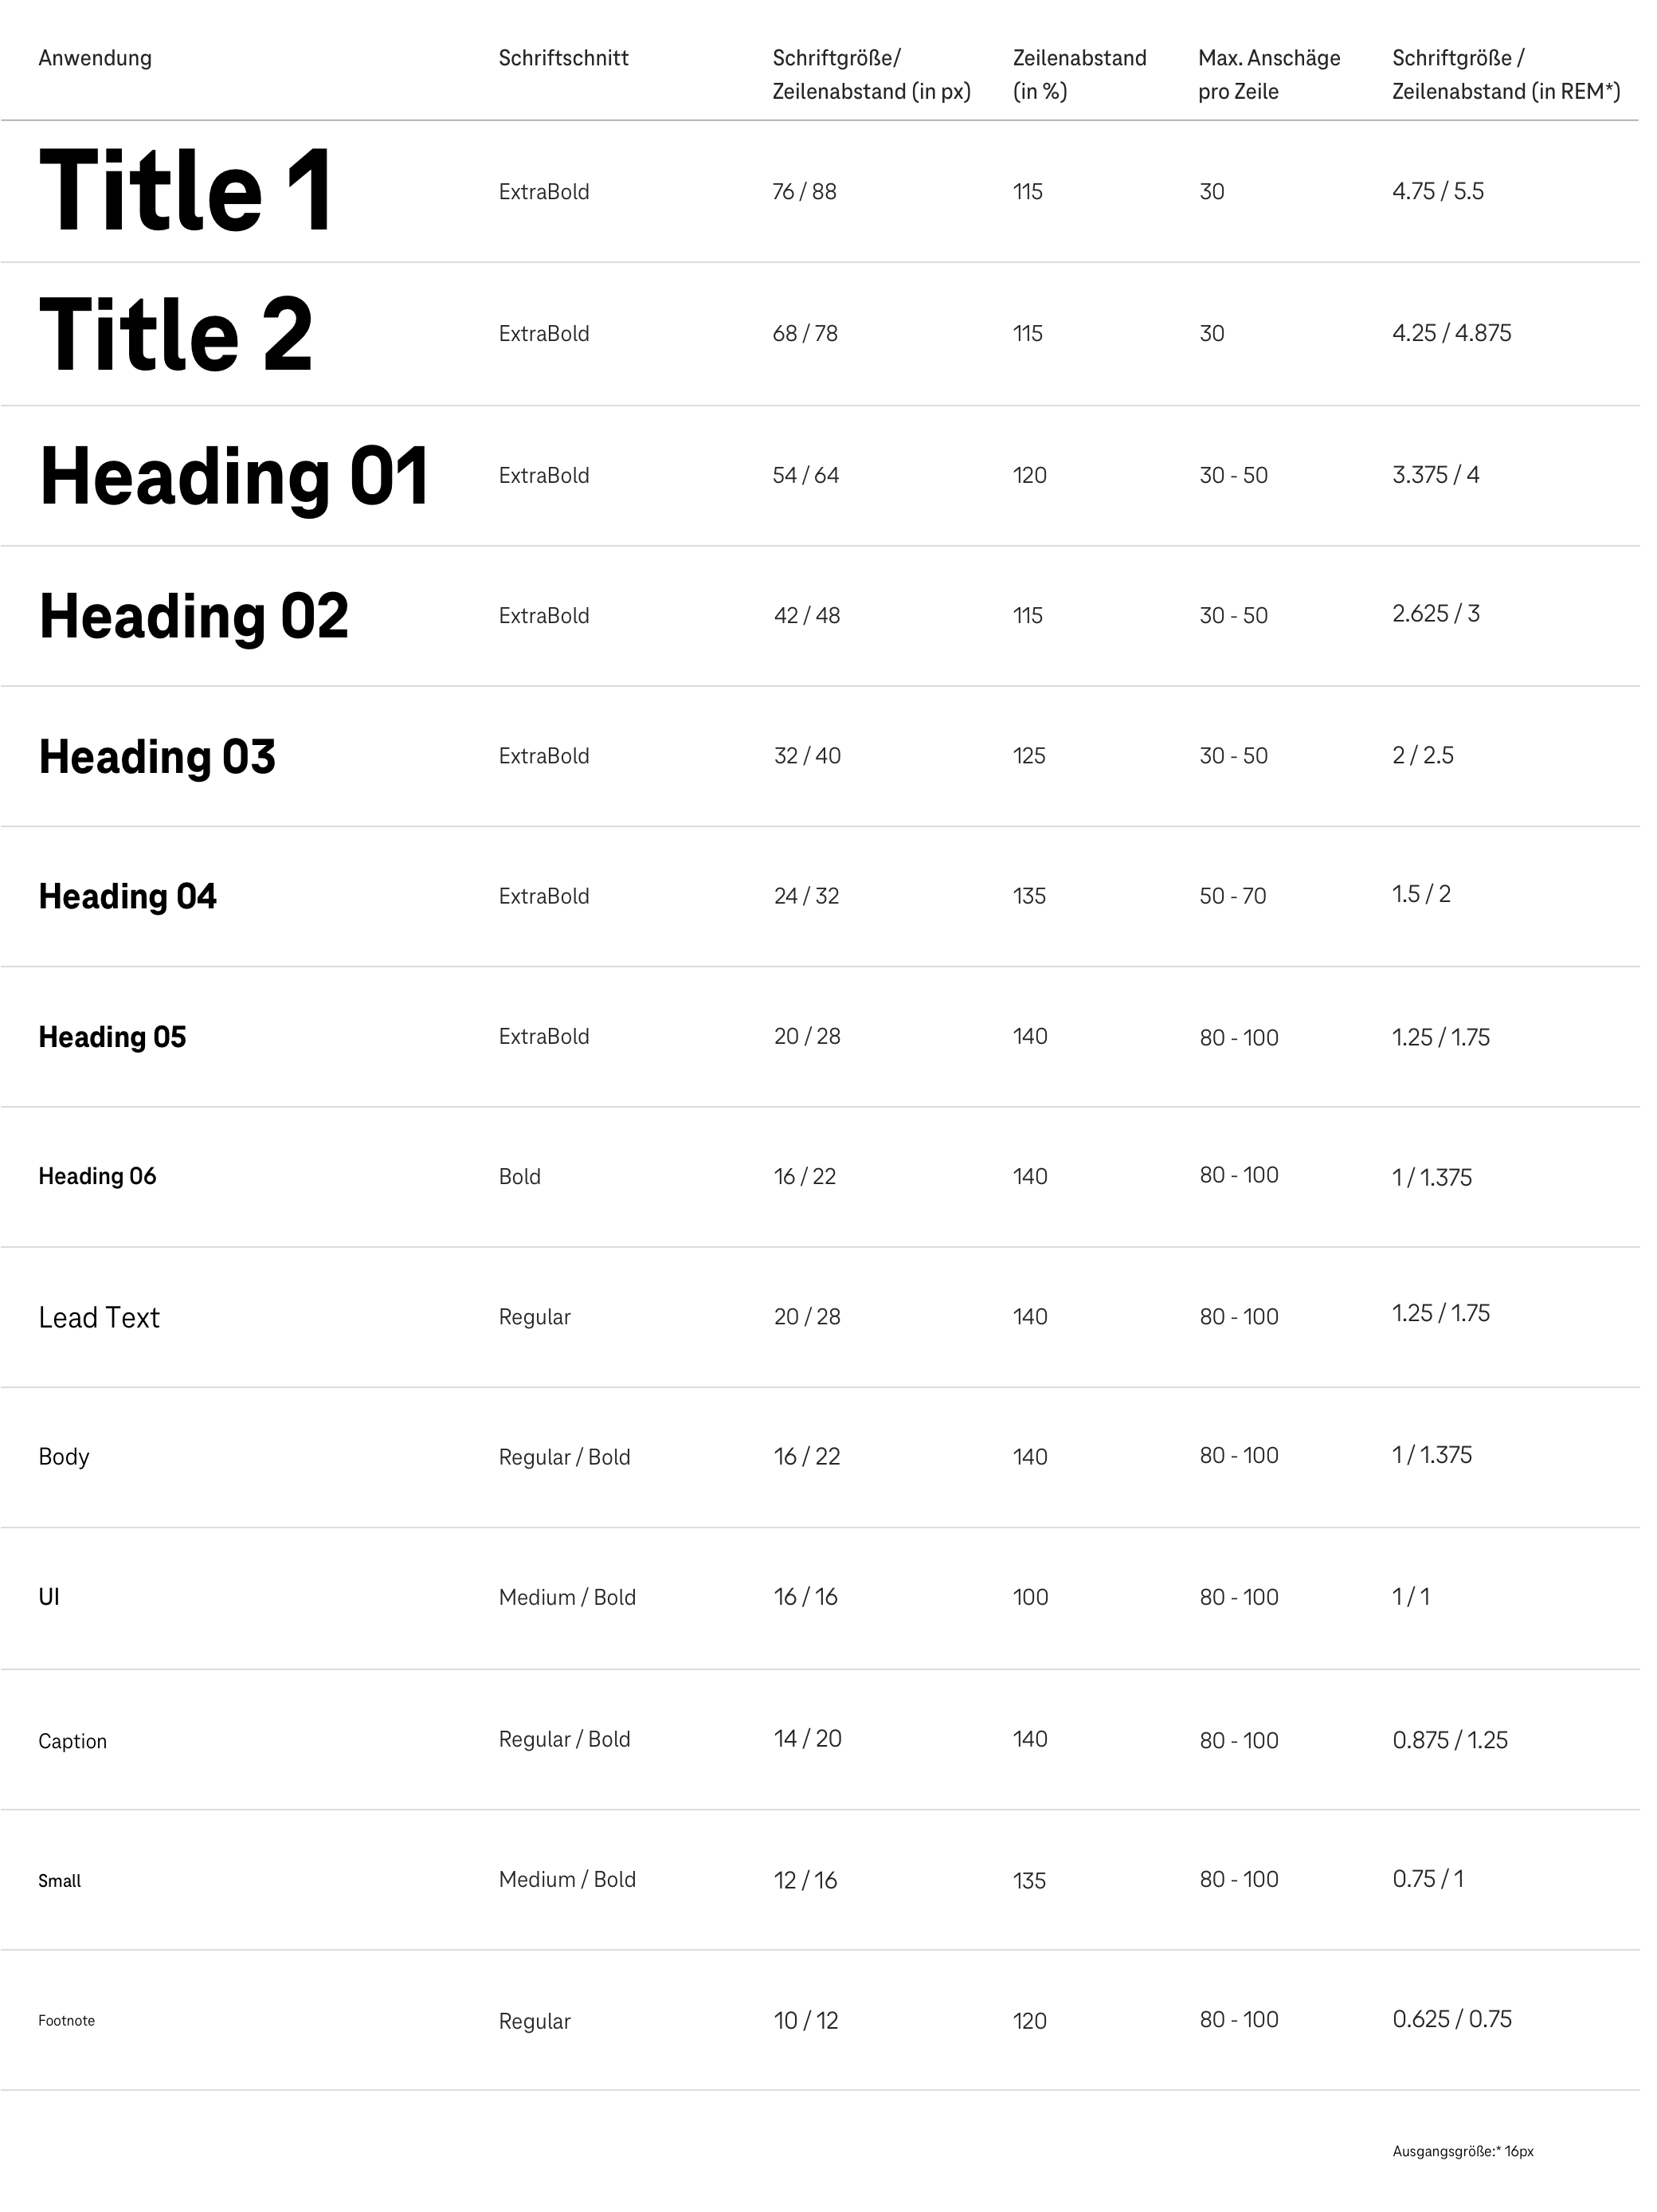 Anwendung Schriftschnitt Schriftgröße/ Zeilenabstand Max. Anschäge Schriftgröße /
Zeilenabstand (in px) (in %) pro Zeile Zeilenabstand (in REM*)
Title 1 ExtraBold 76 / 88 115 30 4.75 / 5.5
Title 2 ExtraBold 68 / 78 115 30 4.25 / 4.875
Heading 01 ExtraBold 54 / 64 120 30 - 50 3.375 / 4
Heading 02 ExtraBold 42 / 48 115 30 - 50 2.625 / 3
Heading 03 ExtraBold 32 / 40 125 30 - 50 2 / 2.5
Heading 04 ExtraBold 24 / 32 135 50 - 70 1.5 / 2
Heading 05 ExtraBold 20 / 28 140 80 - 100 1.25 / 1.75
Heading 06 Bold 16 / 22 140 80 - 100 1 / 1.375
Lead Text Regular 20 / 28 140 80 - 100 1.25 / 1.75
Body Regular / Bold 16 / 22 140 80 - 100 1 / 1.375
UI Medium / Bold 16 / 16 100 80 - 100 1 / 1
Caption Regular / Bold 14 / 20 140 80 - 100 0.875 / 1.25
Small Medium / Bold 12 / 16 135 80 - 100 0.75 / 1
Footnote Regular 10 / 12 120 80 - 100 0.625 / 0.75
Ausgangsgröße:* 16px